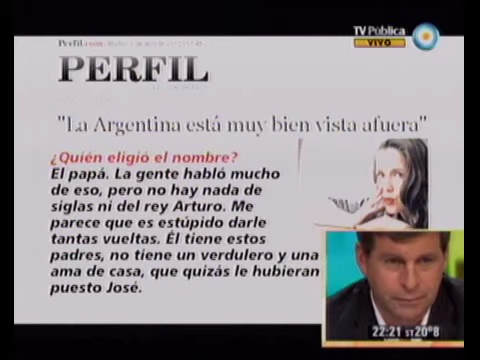 TV Pública
VIVO
Perfil.com
PERFIL
"La Argentina está muy bien vista afuera"
¿Quién eligió el nombre?
El papá. La gente habló mucho
de eso, pero no hay nada de
siglas ni del rey Arturo. Me
parece que es estúpido darle
tantas vueltas. Él tiene estos
padres, no tiene un verdulero y una
ama de casa, que quizás le hubieran
puesto José.
22:21 ST20°8